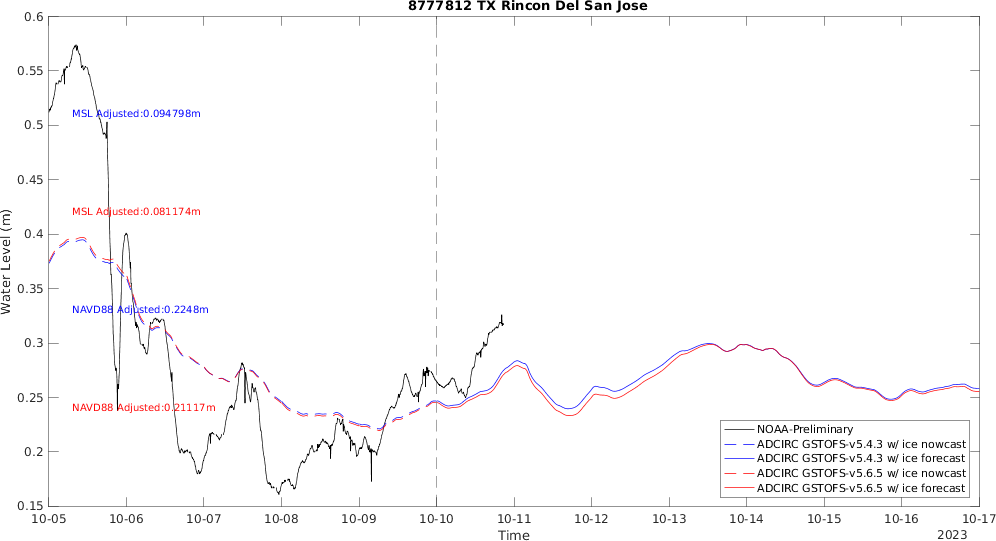 8777812 TX Rincon Del San Jose
0.6
0.55
0.5
0.45
0.4
0.35
0.3
0.25
0.2
0.15
Water Level (m)
MSL Adjusted:0.094798m
MSL Adjusted:0.081174m
NAVD88 Adjusted:0.2248m
NAVD88 Adjusted:0.21117m
NOAA-Preliminary
ADCIRC GSTOFS-v5.4.3 w/ ice nowcast
ADCIRC GSTOFS-v5.4.3 w/ ice forecast
ADCIRC GSTOFS-v5.6.5 w/ ice nowcast
ADCIRC GSTOFS-v5.6.5 w/ ice forecast
10-05 10-06 10-07 10-08 10-09 10-10 10-11 10-12 10-13 10-14 10-15 10-16 10-17
Time
2023